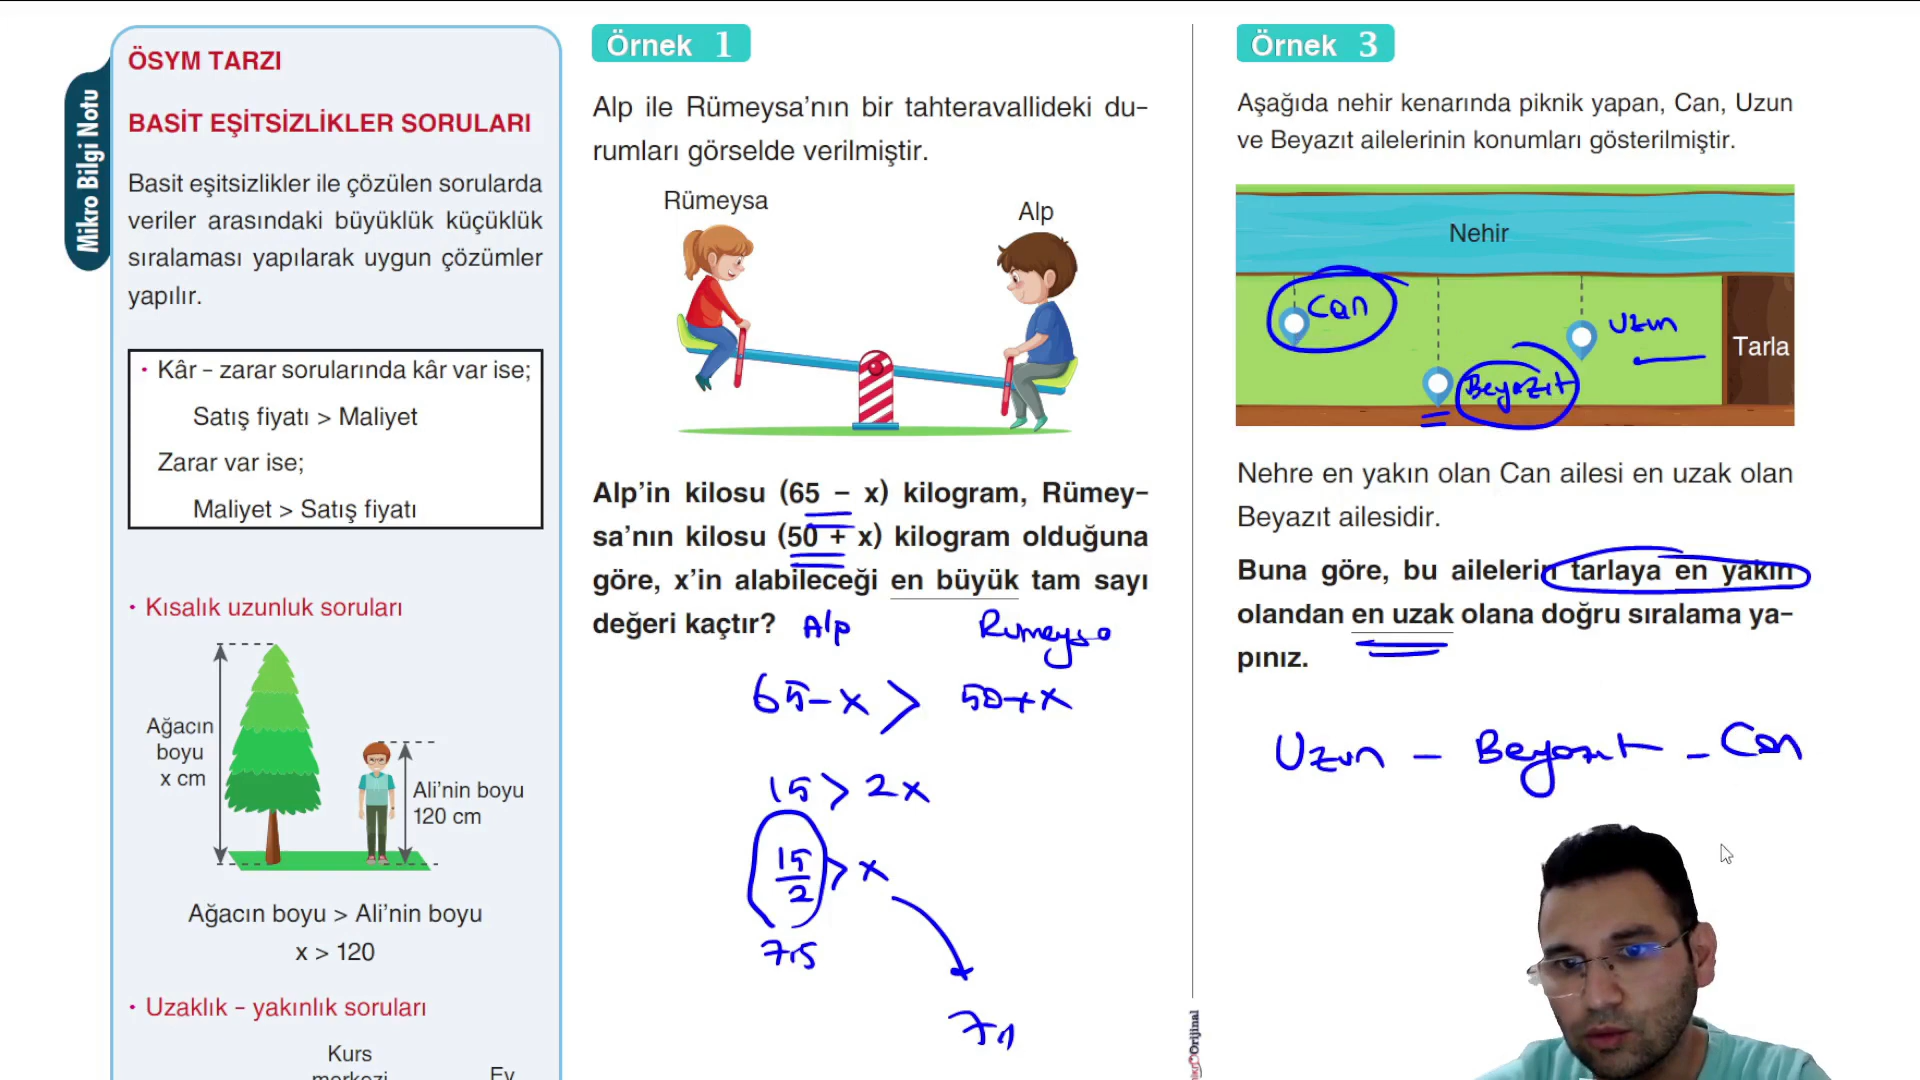 Mikro Bilgi Notu
ÖSYM TARZI
BASİT EŞİTSİZLİKLER SORULARI
Basit eşitsizlikler ile çözülen sorularda
veriler arasındaki büyüklük küçüklük
sıralaması yapılarak uygun çözümler
yapılır.
• Kâr – zarar sorularında kâr var ise;
Satış fiyatı > Maliyet
Zarar var ise;
Maliyet > Satış fiyatı
• Kısalık uzunluk soruları
Ağacın
boyu
x cm
Ali'nin boyu
120 cm
Ağacın boyu > Ali'nin boyu
x > 120
• Uzaklık – yakınlık soruları
Kurs
merkezi
Ev
Örnek 1
Alp ile Rümeysa'nın bir tahteravallideki du-
rumları görselde verilmiştir.
Rümeysa
Alp
Alp'in kilosu (65 – x) kilogram, Rümey-
sa'nın kilosu (50 + x) kilogram olduğuna
göre, x'in alabileceği en büyük tam sayı
değeri kaçtır?
Alp Rümeysa
65-x > 50+x
15 > 2x
15/2 > x
7,5
7
Örnek 3
Aşağıda nehir kenarında piknik yapan, Can, Uzun
ve Beyazıt ailelerinin konumları gösterilmiştir.
Nehir
Can
Uzun
Beyazıt
Tarla
Nehre en yakın olan Can ailesi en uzak olan
Beyazıt ailesidir.
Buna göre, bu ailelerin tarlaya en yakın
olandan en uzak olana doğru sıralama ya-
pınız.
Uzun - Beyazıt - Can
Orijinal